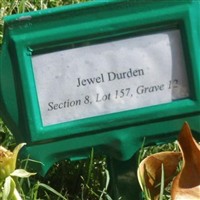 Jewel Durden
Section 8, Lot 157, Grave 12